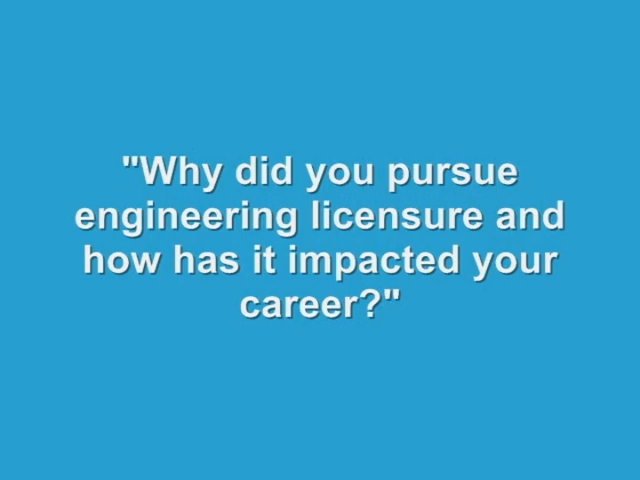 "Why did you pursue
engineering licensure and
how has it impacted your
career?"